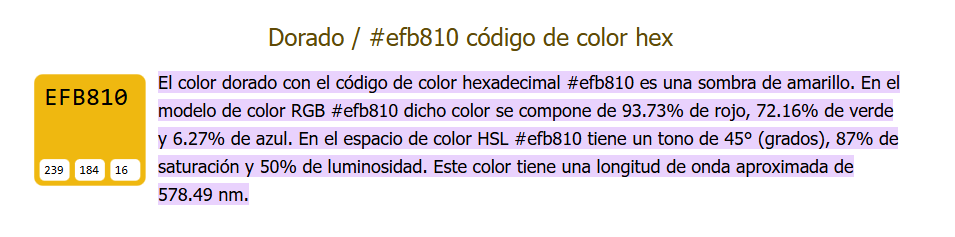 Dorado / #efb810 código de color hex
EFB810
239 184 16
El color dorado con el código de color hexadecimal #efb810 es una sombra de amarillo. En el
modelo de color RGB #efb810 dicho color se compone de 93.73% de rojo, 72.16% de verde
y 6.27% de azul. En el espacio de color HSL #efb810 tiene un tono de 45° (grados), 87% de
saturación y 50% de luminosidad. Este color tiene una longitud de onda aproximada de
578.49 nm.